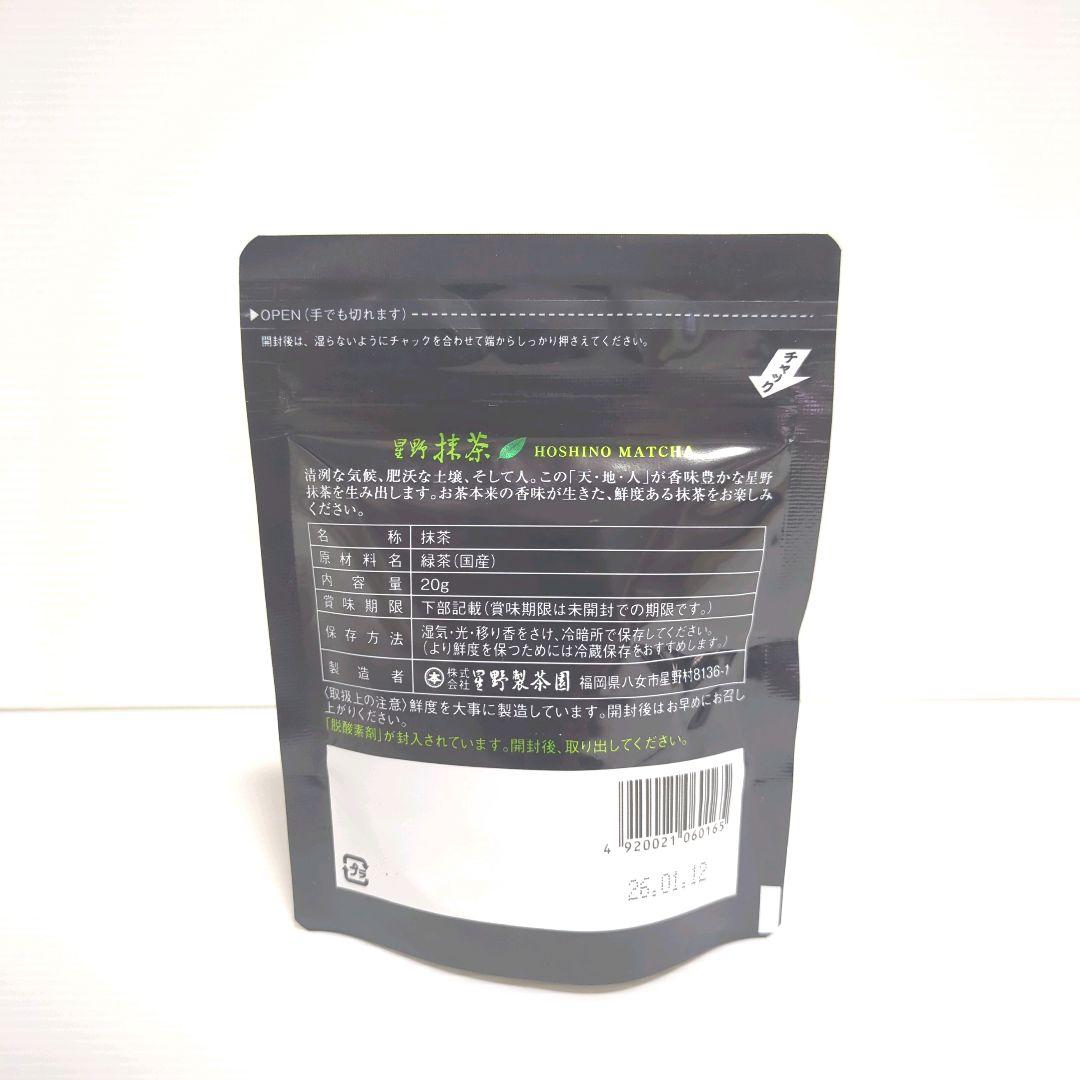 ▶OPEN(手でも切れます)
開封後は、湿らないようにチャックを合わせて端からしっかり押さえてください。
チャック
星野抹茶 HOSHINO MATCHA
清冽な気候、肥沃な土壌、そして人。この「天・地・人」が香味豊かな星野
抹茶を生み出します。お茶本来の香味が生きた、鮮度ある抹茶をお楽しみ
ください。
名称 抹茶
原材料名 緑茶(国産)
内容量 20g
賞味期限 下部記載(賞味期限は未開封での期限です。)
保存方法 湿気・光・移り香をさけ、冷暗所で保存してください。
(より鮮度を保つためには冷蔵保存をおすすめします。)
製造者 本 株式会社 星野製茶園 福岡県八女市星野村8136-1
〈取扱上の注意〉鮮度を大事に製造しています。開封後はお早めにお召し
上がりください。
「脱酸素剤」が封入されています。開封後、取り出してください。
4 920021 060165
プラ
26.01.12